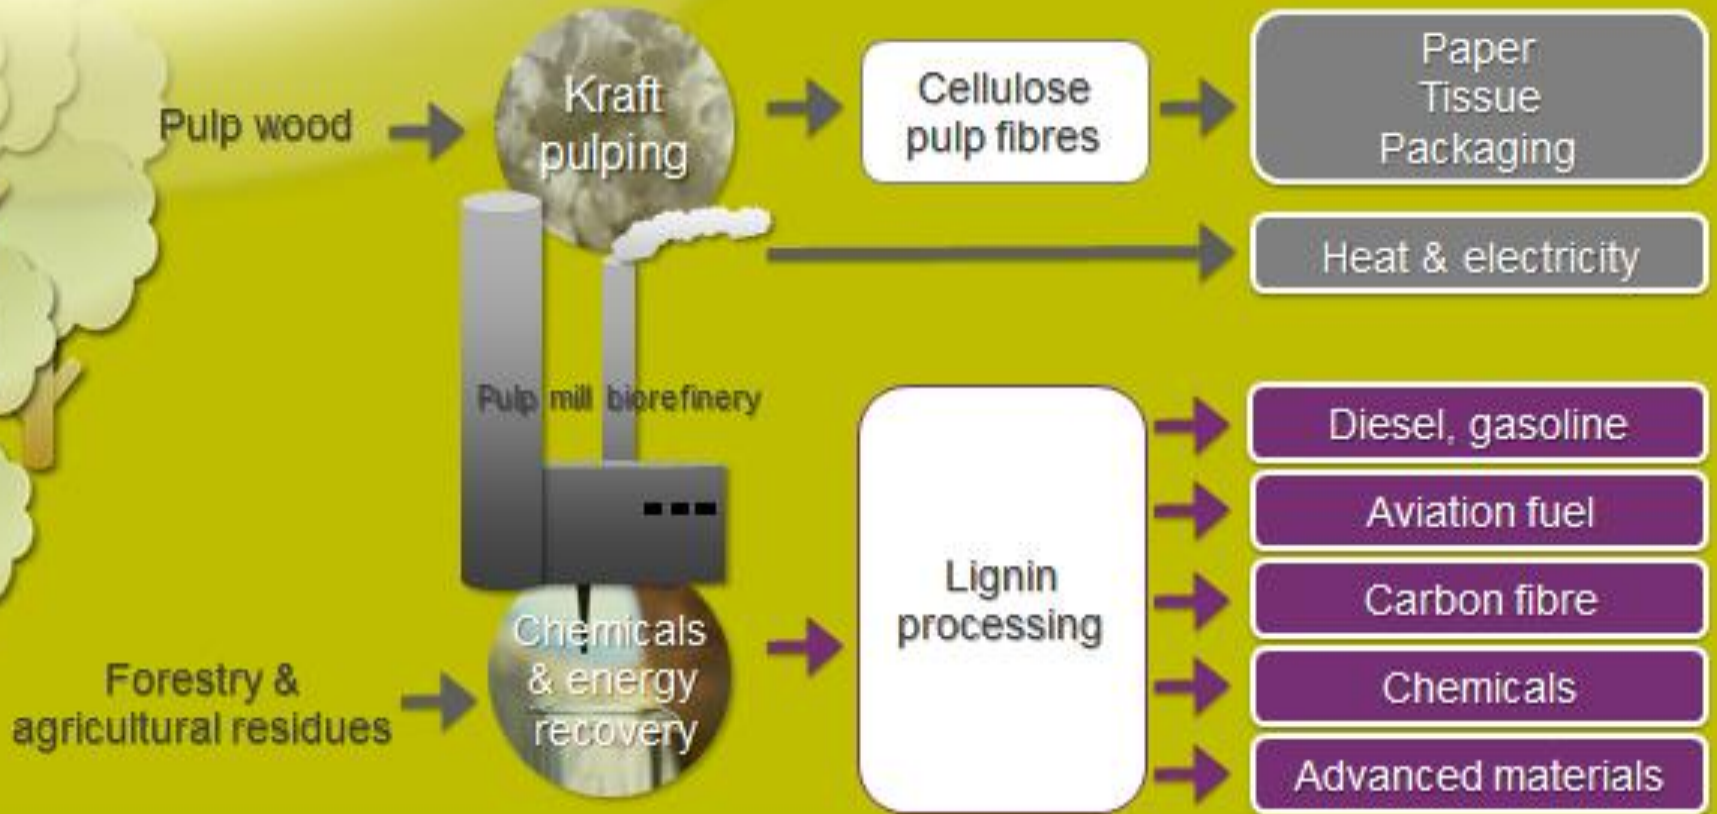 Pulp wood
Kraft
pulping
Cellulose
pulp fibres
Paper
Tissue
Packaging
Heat & electricity
Pulp mill biorefinery
Forestry &
agricultural residues
Chemicals
& energy
recovery
Lignin
processing
Diesel, gasoline
Aviation fuel
Carbon fibre
Chemicals
Advanced materials